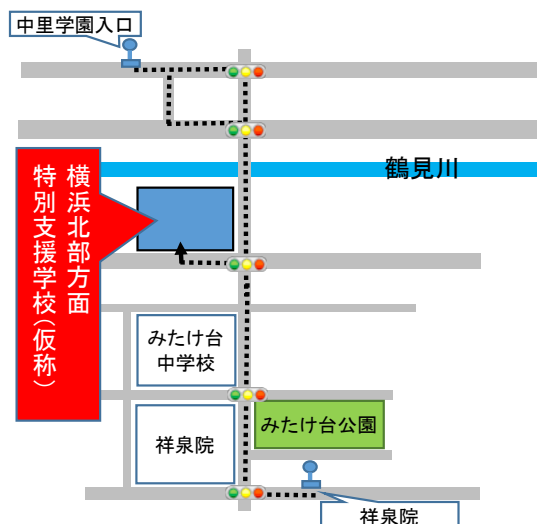 中里学園入口
鶴見川
横浜北部方面
特別支援学校（仮称）
みたけ台
中学校
みたけ台公園
祥泉院
祥泉院